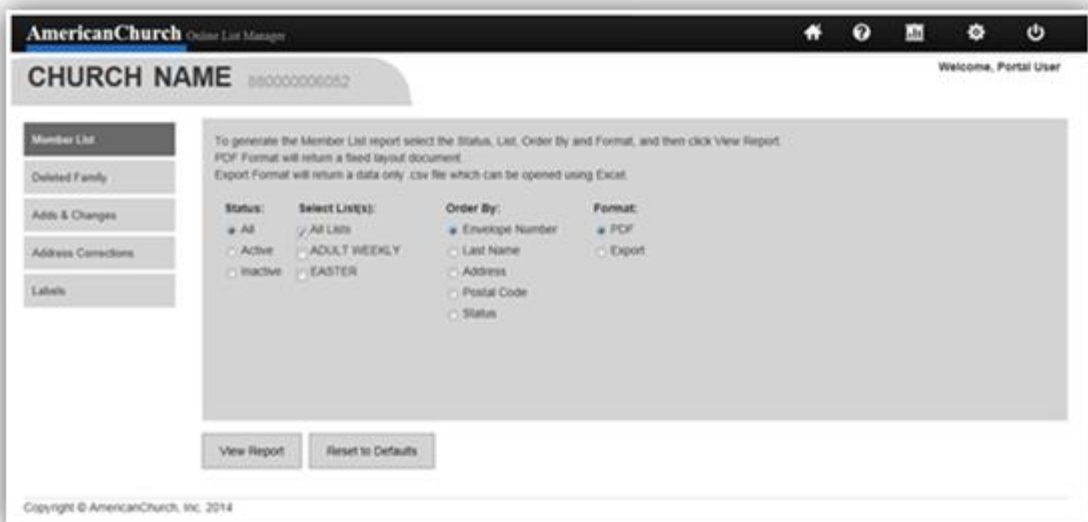 AmericanChurch Online List Manager
Welcome, Portal User
CHURCH NAME 880000006052
Member List
Deleted Family
Adds & Changes
Address Corrections
Labels
To generate the Member List report select the Status, List, Order By and Format, and then click View Report.
PDF Format will return a fixed layout document.
Export Format will return a data only .csv file which can be opened using Excel.
Status: Select List(s): Order By: Format:
All All Lists Envelope Number PDF
Active ADULT WEEKLY Last Name Export
Inactive EASTER Address
Postal Code
Status
View Report Reset to Defaults
Copyright © AmericanChurch, Inc. 2014